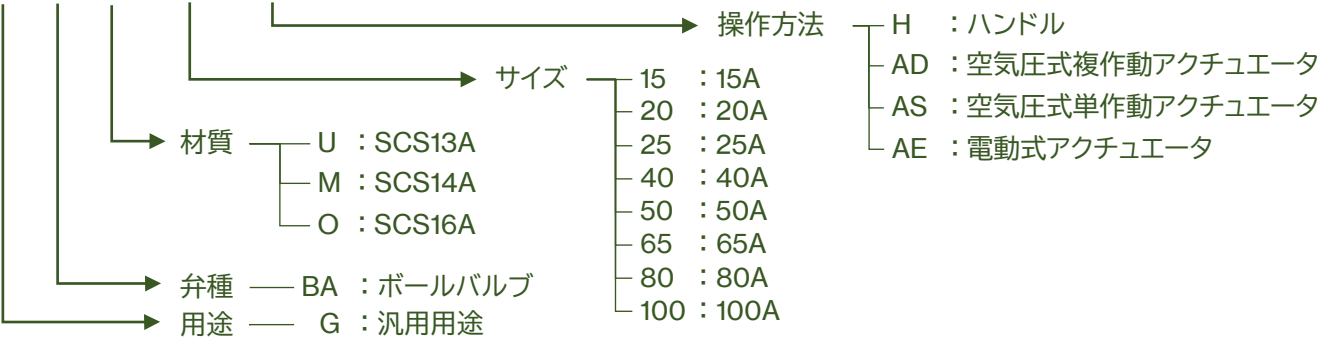 操作方法
H ：ハンドル
AD ：空気圧式複作動アクチュエータ
AS ：空気圧式単作動アクチュエータ
AE ：電動式アクチュエータ
サイズ
15 ：15A
20 ：20A
25 ：25A
40 ：40A
50 ：50A
65 ：65A
80 ：80A
100 ：100A
材質
U ：SCS13A
M ：SCS14A
O ：SCS16A
弁種 BA ：ボールバルブ
用途 G ：汎用用途